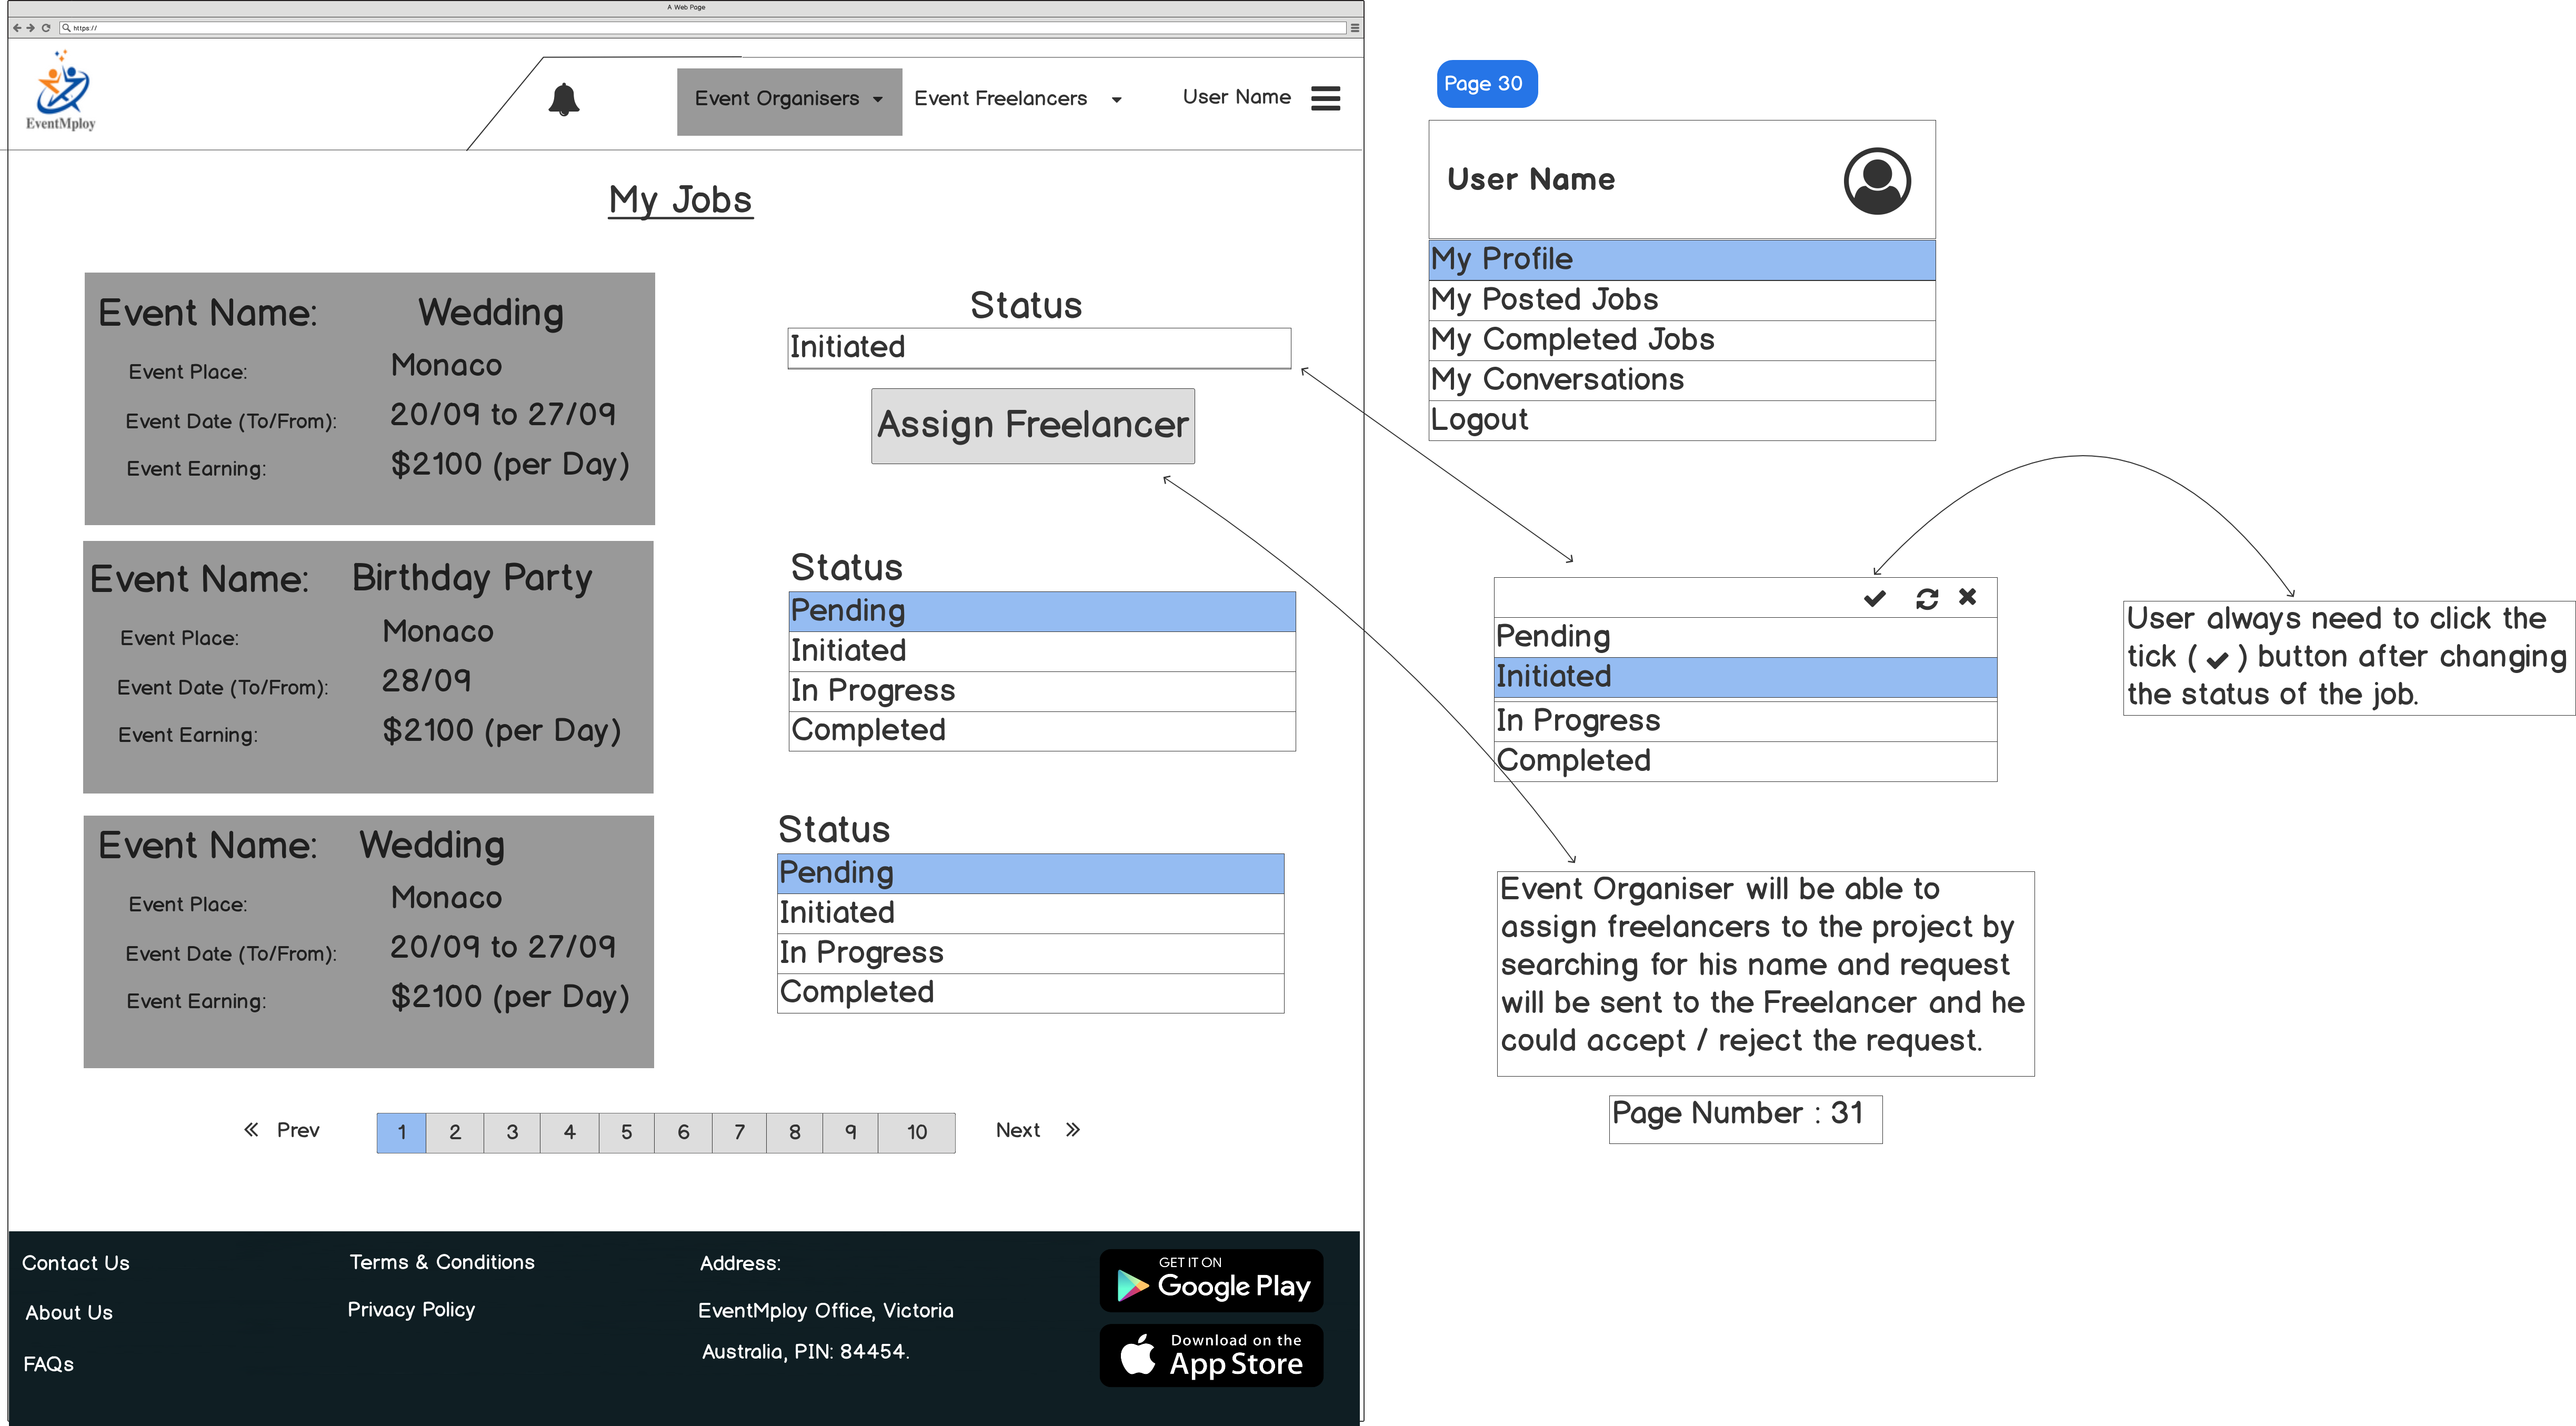 A Web Page
https://
EventMploy
Event Organisers
Event Freelancers
User Name
My Jobs
Event Name: Wedding
Event Place: Monaco
Event Date (To/From): 20/09 to 27/09
Event Earning: $2100 (per Day)
Status
Initiated
Assign Freelancer
Event Name: Birthday Party
Event Place: Monaco
Event Date (To/From): 28/09
Event Earning: $2100 (per Day)
Status
Pending
Initiated
In Progress
Completed
Event Name: Wedding
Event Place: Monaco
Event Date (To/From): 20/09 to 27/09
Event Earning: $2100 (per Day)
Status
Pending
Initiated
In Progress
Completed
« Prev 1 2 3 4 5 6 7 8 9 10 Next »
Contact Us
About Us
FAQs
Terms & Conditions
Privacy Policy
Address:
EventMploy Office, Victoria
Australia, PIN: 84454.
GET IT ON
Google Play
Download on the
App Store
Page 30
User Name
My Profile
My Posted Jobs
My Completed Jobs
My Conversations
Logout
Pending
Initiated
In Progress
Completed
User always need to click the
tick ( ✔ ) button after changing
the status of the job.
Event Organiser will be able to
assign freelancers to the project by
searching for his name and request
will be sent to the Freelancer and he
could accept / reject the request.
Page Number : 31